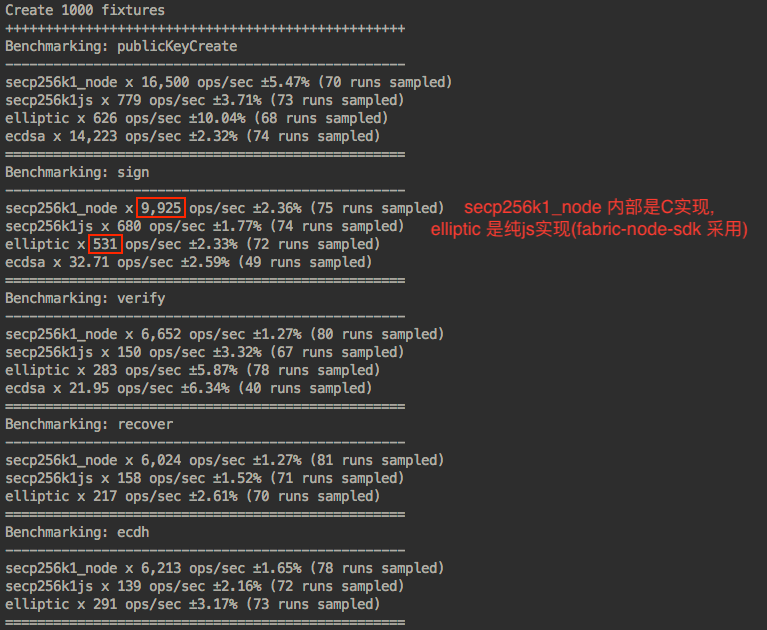 Create 1000 fixtures
++++++++++++++++++++++++++++++++++++++++++++++++++
Benchmarking: publicKeyCreate
--------------------------------------------------
secp256k1_node x 16,500 ops/sec ±5.47% (70 runs sampled)
secp256k1js x 779 ops/sec ±3.71% (73 runs sampled)
elliptic x 626 ops/sec ±10.04% (68 runs sampled)
ecdsa x 14,223 ops/sec ±2.32% (74 runs sampled)
==================================================
Benchmarking: sign
--------------------------------------------------
secp256k1_node x 9,925 ops/sec ±2.36% (75 runs sampled)
secp256k1_node 内部是C实现,
secp256k1js x 680 ops/sec ±1.77% (74 runs sampled)
elliptic 是纯js实现(fabric-node-sdk 采用)
elliptic x 531 ops/sec ±2.33% (72 runs sampled)
ecdsa x 32.71 ops/sec ±2.59% (49 runs sampled)
==================================================
Benchmarking: verify
--------------------------------------------------
secp256k1_node x 6,652 ops/sec ±1.27% (80 runs sampled)
secp256k1js x 150 ops/sec ±3.32% (67 runs sampled)
elliptic x 283 ops/sec ±5.87% (78 runs sampled)
ecdsa x 21.95 ops/sec ±6.34% (40 runs sampled)
==================================================
Benchmarking: recover
--------------------------------------------------
secp256k1_node x 6,024 ops/sec ±1.27% (81 runs sampled)
secp256k1js x 158 ops/sec ±1.52% (71 runs sampled)
elliptic x 217 ops/sec ±2.61% (70 runs sampled)
==================================================
Benchmarking: ecdh
--------------------------------------------------
secp256k1_node x 6,213 ops/sec ±1.65% (78 runs sampled)
secp256k1js x 139 ops/sec ±2.16% (72 runs sampled)
elliptic x 291 ops/sec ±3.17% (73 runs sampled)
==================================================